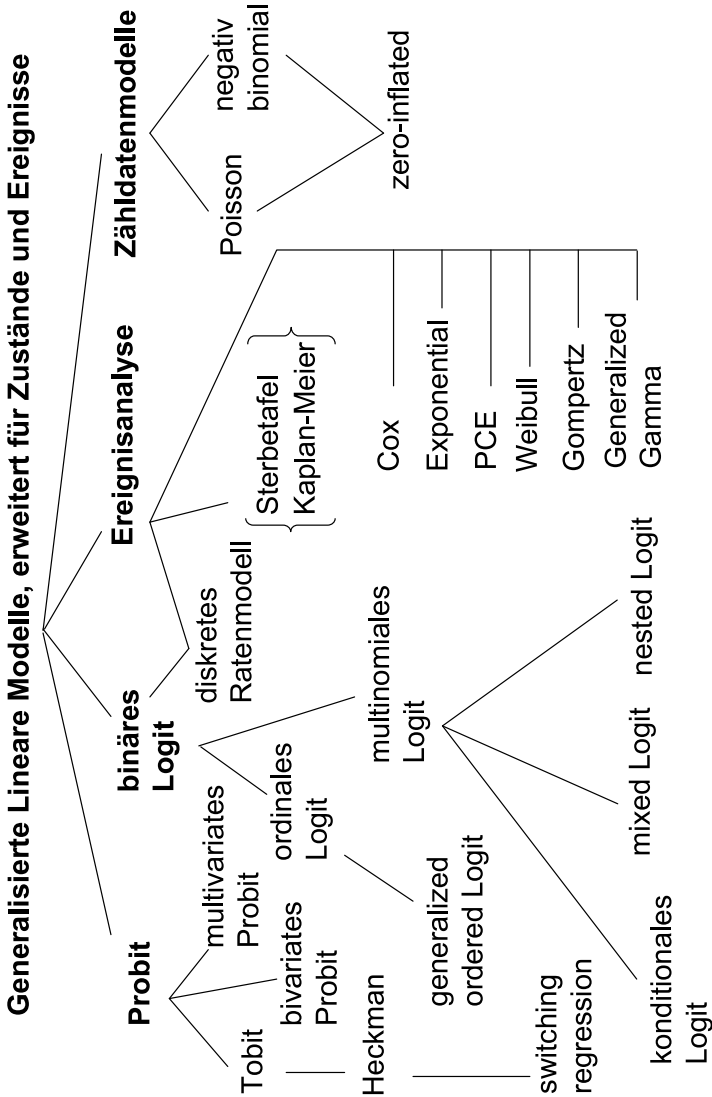 Generalisierte Lineare Modelle, erweitert für Zustände und Ereignisse
Probit
binäres
Logit
Ereignisanalyse
Zähldatenmodelle
Tobit
bivariates
Probit
multivariates
Probit
ordinales
Logit
diskretes
Ratenmodell
Sterbetafel
Kaplan-Meier
Poisson
negativ
binomial
Heckman
generalized
ordered Logit
multinomiales
Logit
Cox
Exponential
PCE
Weibull
Gompertz
Generalized
Gamma
zero-inflated
switching
regression
konditionales
Logit
mixed Logit
nested Logit